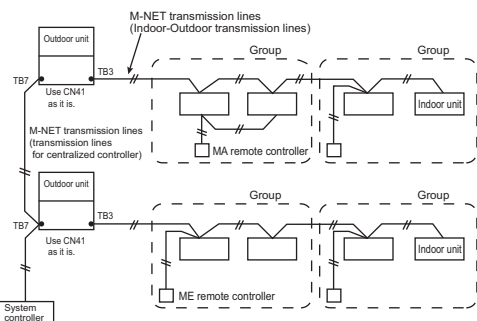 M-NET transmission lines
(Indoor-Outdoor transmission lines)
Outdoor unit
Group
Group
TB7
TB3
Use CN41
as it is.
Indoor unit
M-NET transmission lines
(transmission lines
for centralized controller)
MA remote controller
Outdoor unit
Group
Group
TB7
TB3
Use CN41
as it is.
Indoor unit
ME remote controller
System
controller